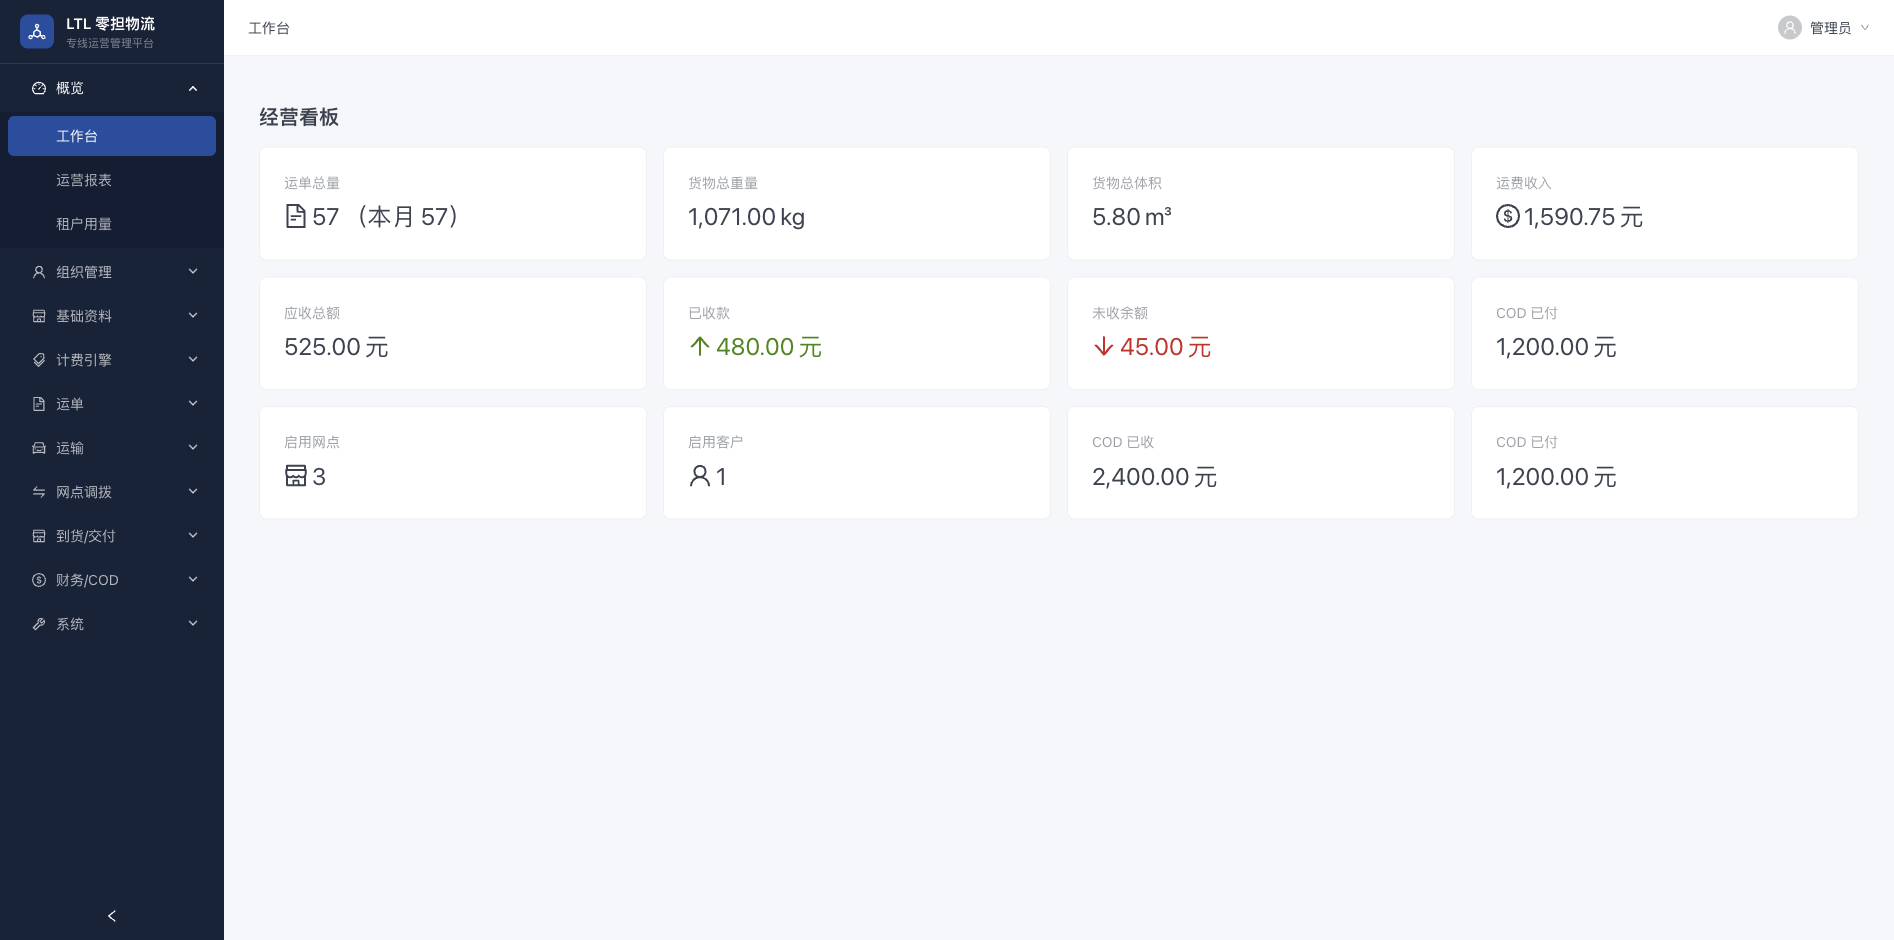 LTL 零担物流
专线运营管理平台
概览
工作台
运营报表
租户用量
组织管理
基础资料
计费引擎
运单
运输
网点调拨
到货/交付
财务/COD
系统
工作台
管理员
经营看板
运单总量
57 （本月 57）
货物总重量
1,071.00 kg
货物总体积
5.80 m³
运费收入
1,590.75 元
应收总额
525.00 元
已收款
480.00 元
未收余额
45.00 元
COD 已付
1,200.00 元
启用网点
3
启用客户
1
COD 已收
2,400.00 元
COD 已付
1,200.00 元